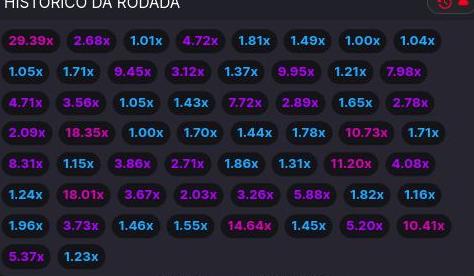 HISTÓRICO DA RODADA
29.39x 2.68x 1.01x 4.72x 1.81x 1.49x 1.00x 1.04x
1.05x 1.71x 9.45x 3.12x 1.37x 9.95x 1.21x 7.98x
4.71x 3.56x 1.05x 1.43x 7.72x 2.89x 1.65x 2.78x
2.09x 18.35x 1.00x 1.70x 1.44x 1.78x 10.73x 1.71x
8.31x 1.15x 3.86x 2.71x 1.86x 1.31x 11.20x 4.08x
1.24x 18.01x 3.67x 2.03x 3.26x 5.88x 1.82x 1.16x
1.96x 3.73x 1.46x 1.55x 14.64x 1.45x 5.20x 10.41x
5.37x 1.23x